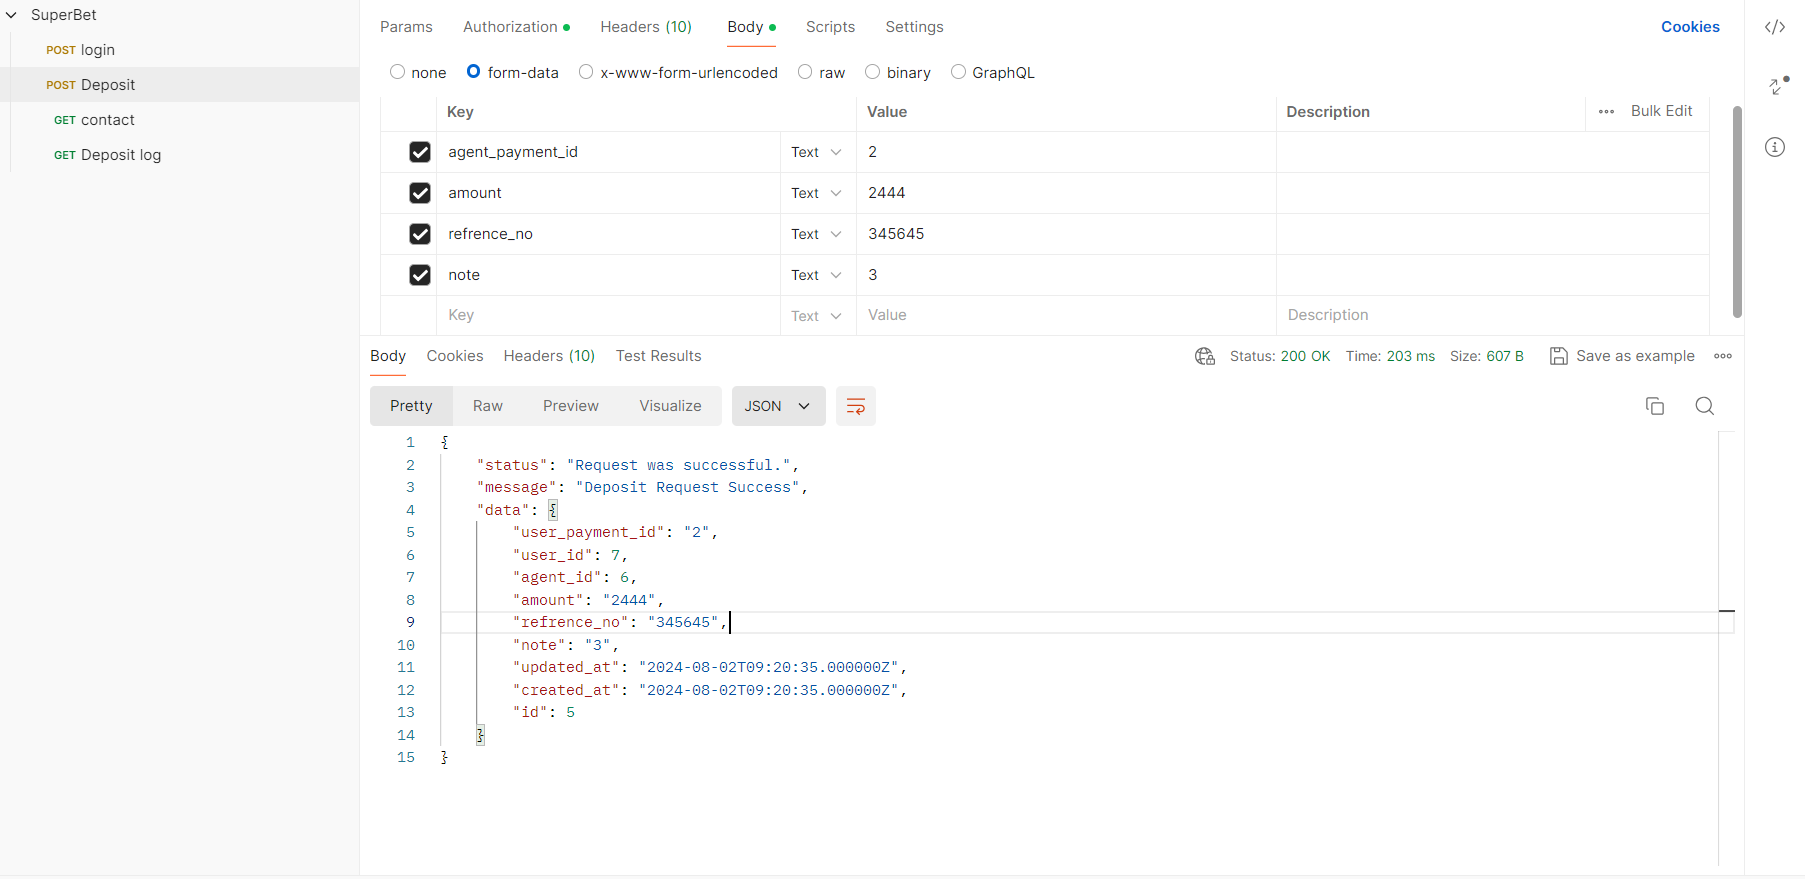 SuperBet
POST login
POST Deposit
GET contact
GET Deposit log
Params Authorization Headers (10) Body Scripts Settings Cookies
none form-data x-www-form-urlencoded raw binary GraphQL
Key Value Description Bulk Edit
agent_payment_id Text 2
amount Text 2444
refrence_no Text 345645
note Text 3
Key Text Value Description
Body Cookies Headers (10) Test Results Status: 200 OK Time: 203 ms Size: 607 B Save as example
Pretty Raw Preview Visualize JSON
1 {
2 "status": "Request was successful.",
3 "message": "Deposit Request Success",
4 "data": {
5 "user_payment_id": "2",
6 "user_id": 7,
7 "agent_id": 6,
8 "amount": "2444",
9 "refrence_no": "345645",
10 "note": "3",
11 "updated_at": "2024-08-02T09:20:35.000000Z",
12 "created_at": "2024-08-02T09:20:35.000000Z",
13 "id": 5
14 }
15 }